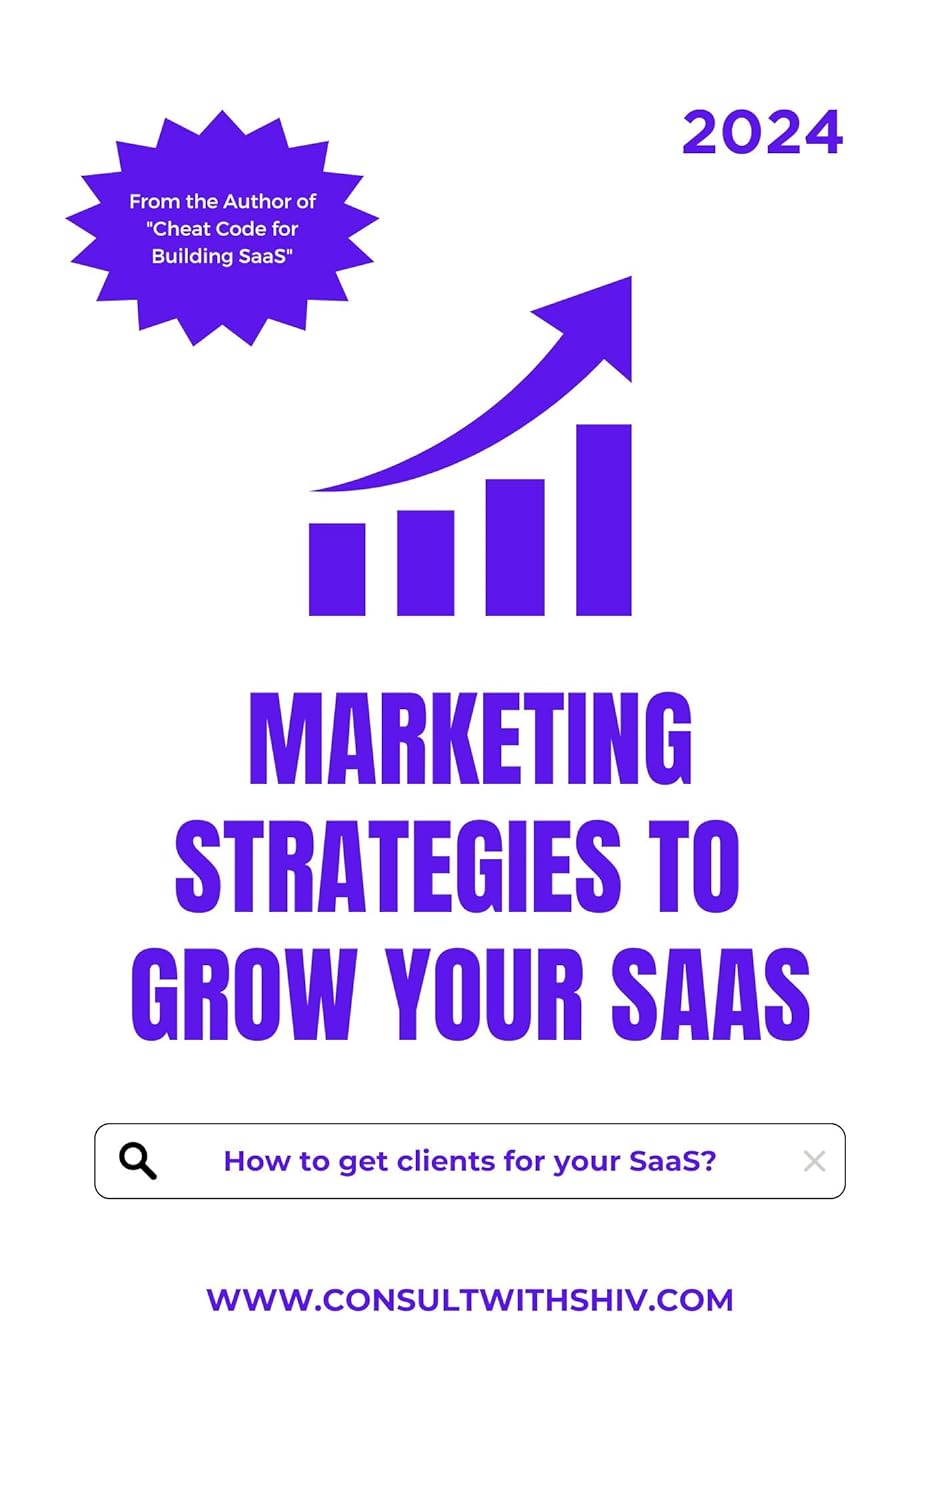 2024
From the Author of
"Cheat Code for
Building SaaS"
MARKETING
STRATEGIES TO
GROW YOUR SAAS
How to get clients for your SaaS?
WWW.CONSULTWITHSHIV.COM